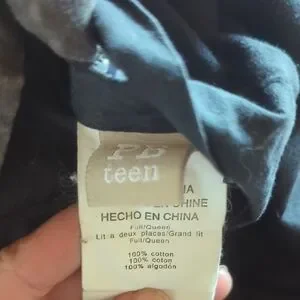 PB
teen
HECHO EN CHINA
Full/Queen
Lit a deux places/Grand lit
Full/Queen
100% cotton
100% coton
100% algodón